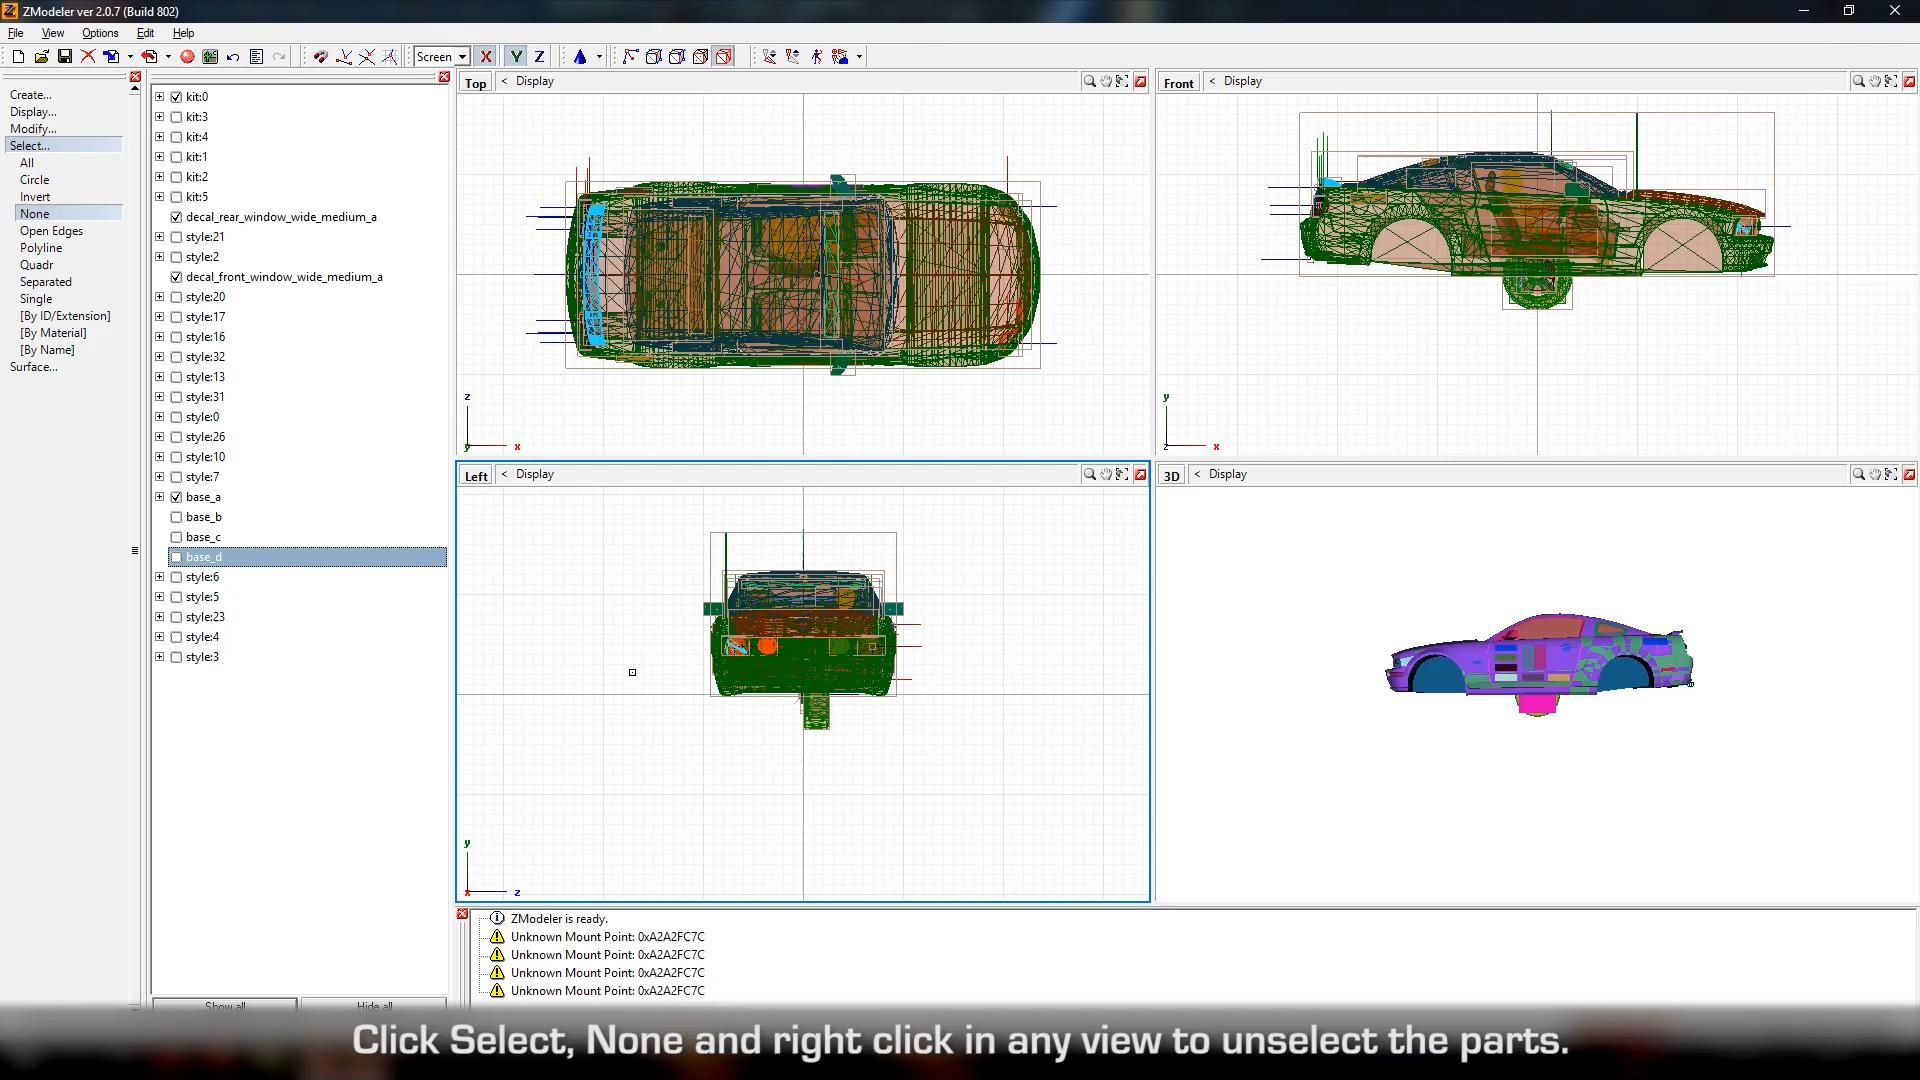 ZModeler ver 2.0.7 (Build 802)
File View Options Edit Help
Screen X Y Z
Create...
Display...
Modify...
Select...
All
Circle
Invert
None
Open Edges
Polyline
Quadr
Separated
Single
[By ID/Extension]
[By Material]
[By Name]
Surface...
kit:0
kit:3
kit:4
kit:1
kit:2
kit:5
decal_rear_window_wide_medium_a
style:21
style:2
decal_front_window_wide_medium_a
style:20
style:17
style:16
style:32
style:13
style:31
style:0
style:26
style:10
style:7
base_a
base_b
base_c
base_d
style:6
style:5
style:23
style:4
style:3
Show all Hide all
Top < Display
z
y x
Front < Display
y
z x
Left < Display
y
x z
3D < Display
ZModeler is ready.
Unknown Mount Point: 0xA2A2FC7C
Unknown Mount Point: 0xA2A2FC7C
Unknown Mount Point: 0xA2A2FC7C
Unknown Mount Point: 0xA2A2FC7C
Click Select, None and right click in any view to unselect the parts.